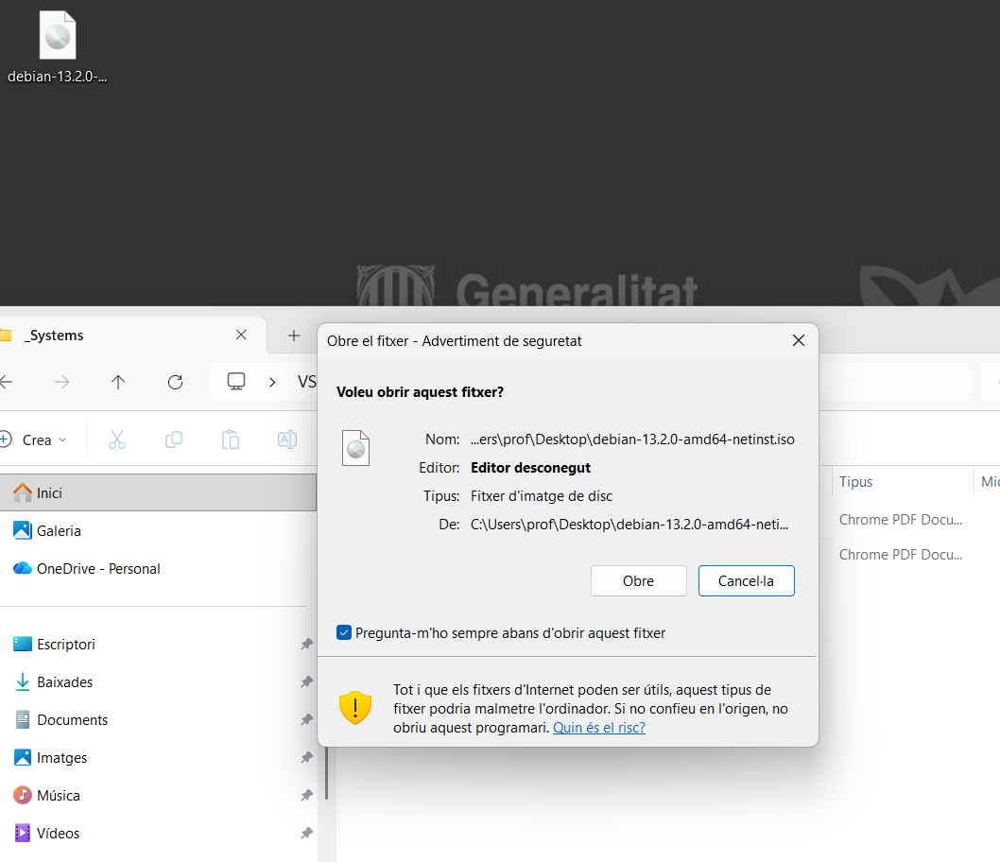 debian-13.2.0-...
Generalitat
_Systems
VS
Crea
Inici
Galeria
OneDrive - Personal
Escriptori
Baixades
Documents
Imatges
Música
Vídeos
Obre el fitxer - Advertiment de seguretat
Voleu obrir aquest fitxer?
Nom: ...ers\prof\Desktop\debian-13.2.0-amd64-netinst.iso
Editor: Editor desconegut
Tipus: Fitxer d'imatge de disc
De: C:\Users\prof\Desktop\debian-13.2.0-amd64-neti...
Obre Cancel·la
Pregunta-m'ho sempre abans d'obrir aquest fitxer
Tot i que els fitxers d'Internet poden ser útils, aquest tipus de
fitxer podria malmetre l'ordinador. Si no confieu en l'origen, no
obriu aquest programari. Quin és el risc?
Tipus
Chrome PDF Docu...
Chrome PDF Docu...